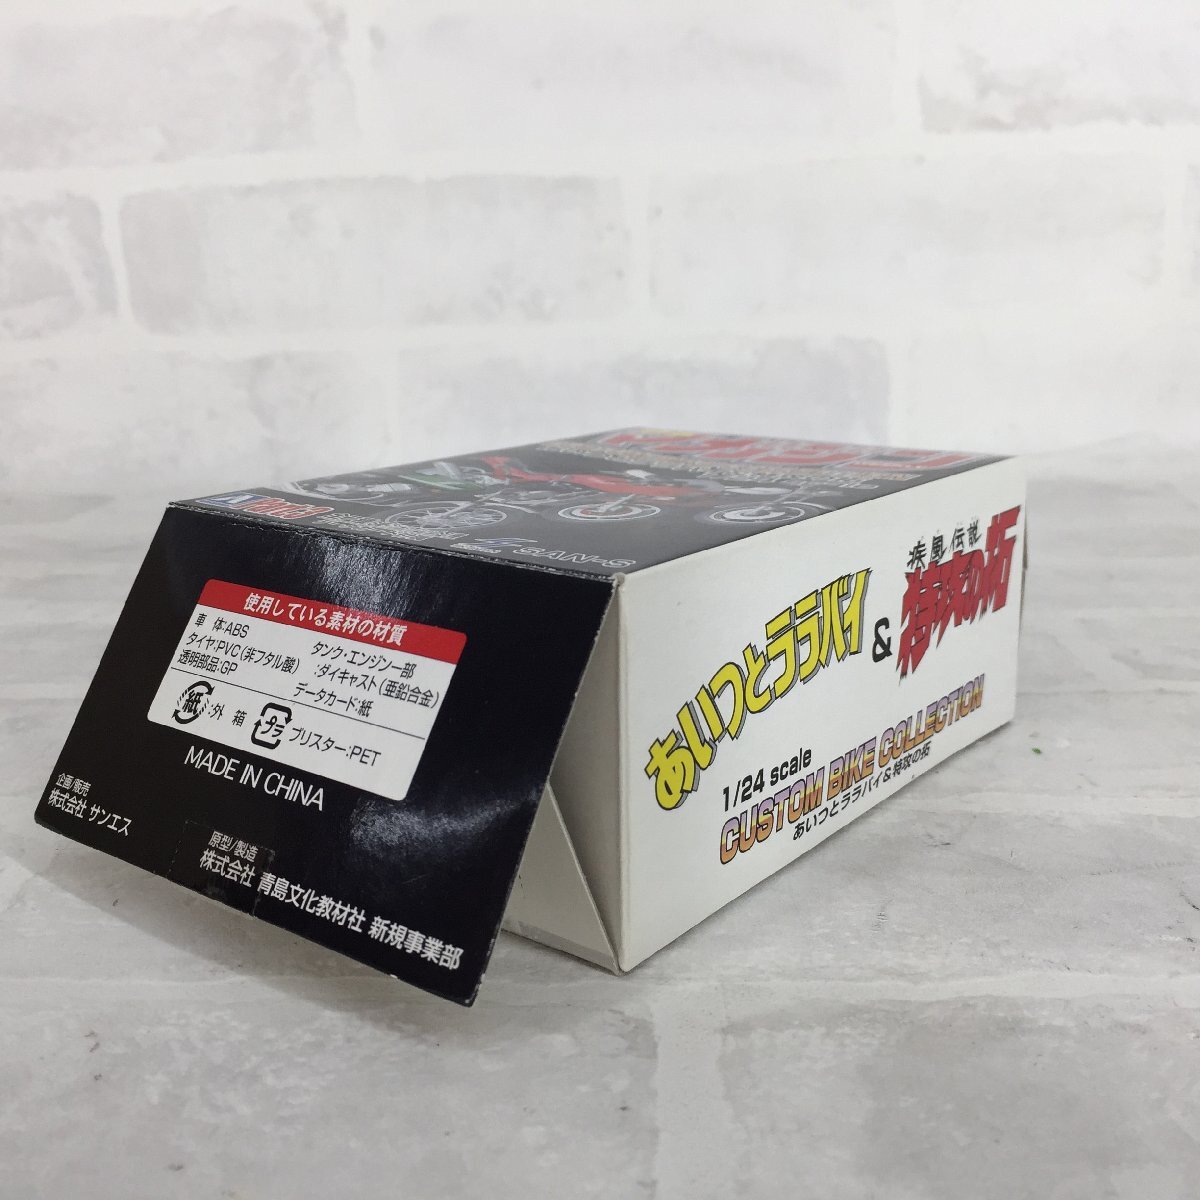 SAN-S
使用している素材の材質
車 体:ABS
タイヤ:PVC(非フタル酸)
透明部品:GP
タンク・エンジン一部
:ダイキャスト(亜鉛合金)
データカード:紙
紙:外 箱
プラ ブリスター:PET
MADE IN CHINA
企画/販売
株式会社 サンエス
原型/製造
株式会社 青島文化教材社 新規事業部
あいつとララバイ
&
疾風伝説
特攻の拓
1/24 scale
CUSTOM BIKE COLLECTION
あいつとララバイ&特攻の拓